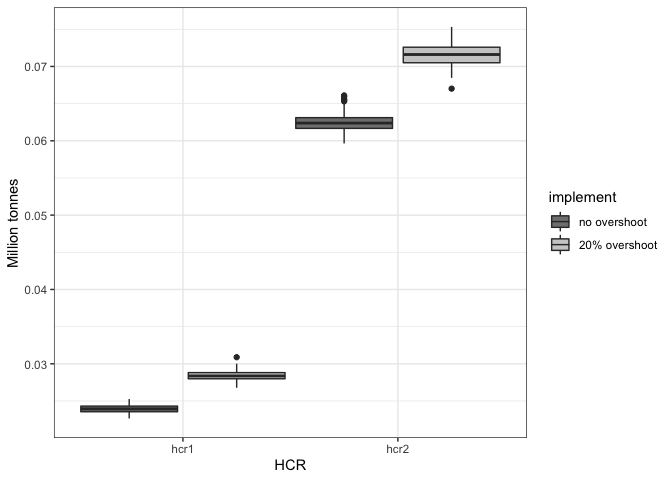 0.07
0.06
0.05
0.04
0.03
Million tonnes
hcr1 hcr2
HCR
implement
no overshoot
20% overshoot